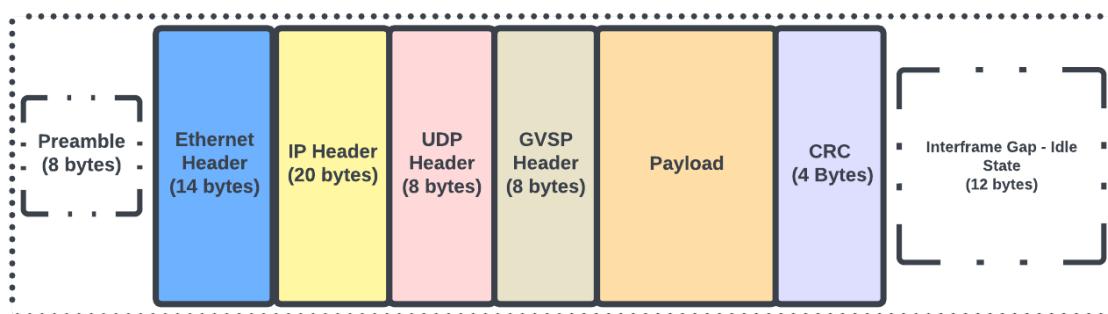 Preamble
(8 bytes)
Ethernet
Header
(14 bytes)
IP Header
(20 bytes)
UDP
Header
(8 bytes)
GVSP
Header
(8 bytes)
Payload
CRC
(4 Bytes)
Interframe Gap - Idle
State
(12 bytes)